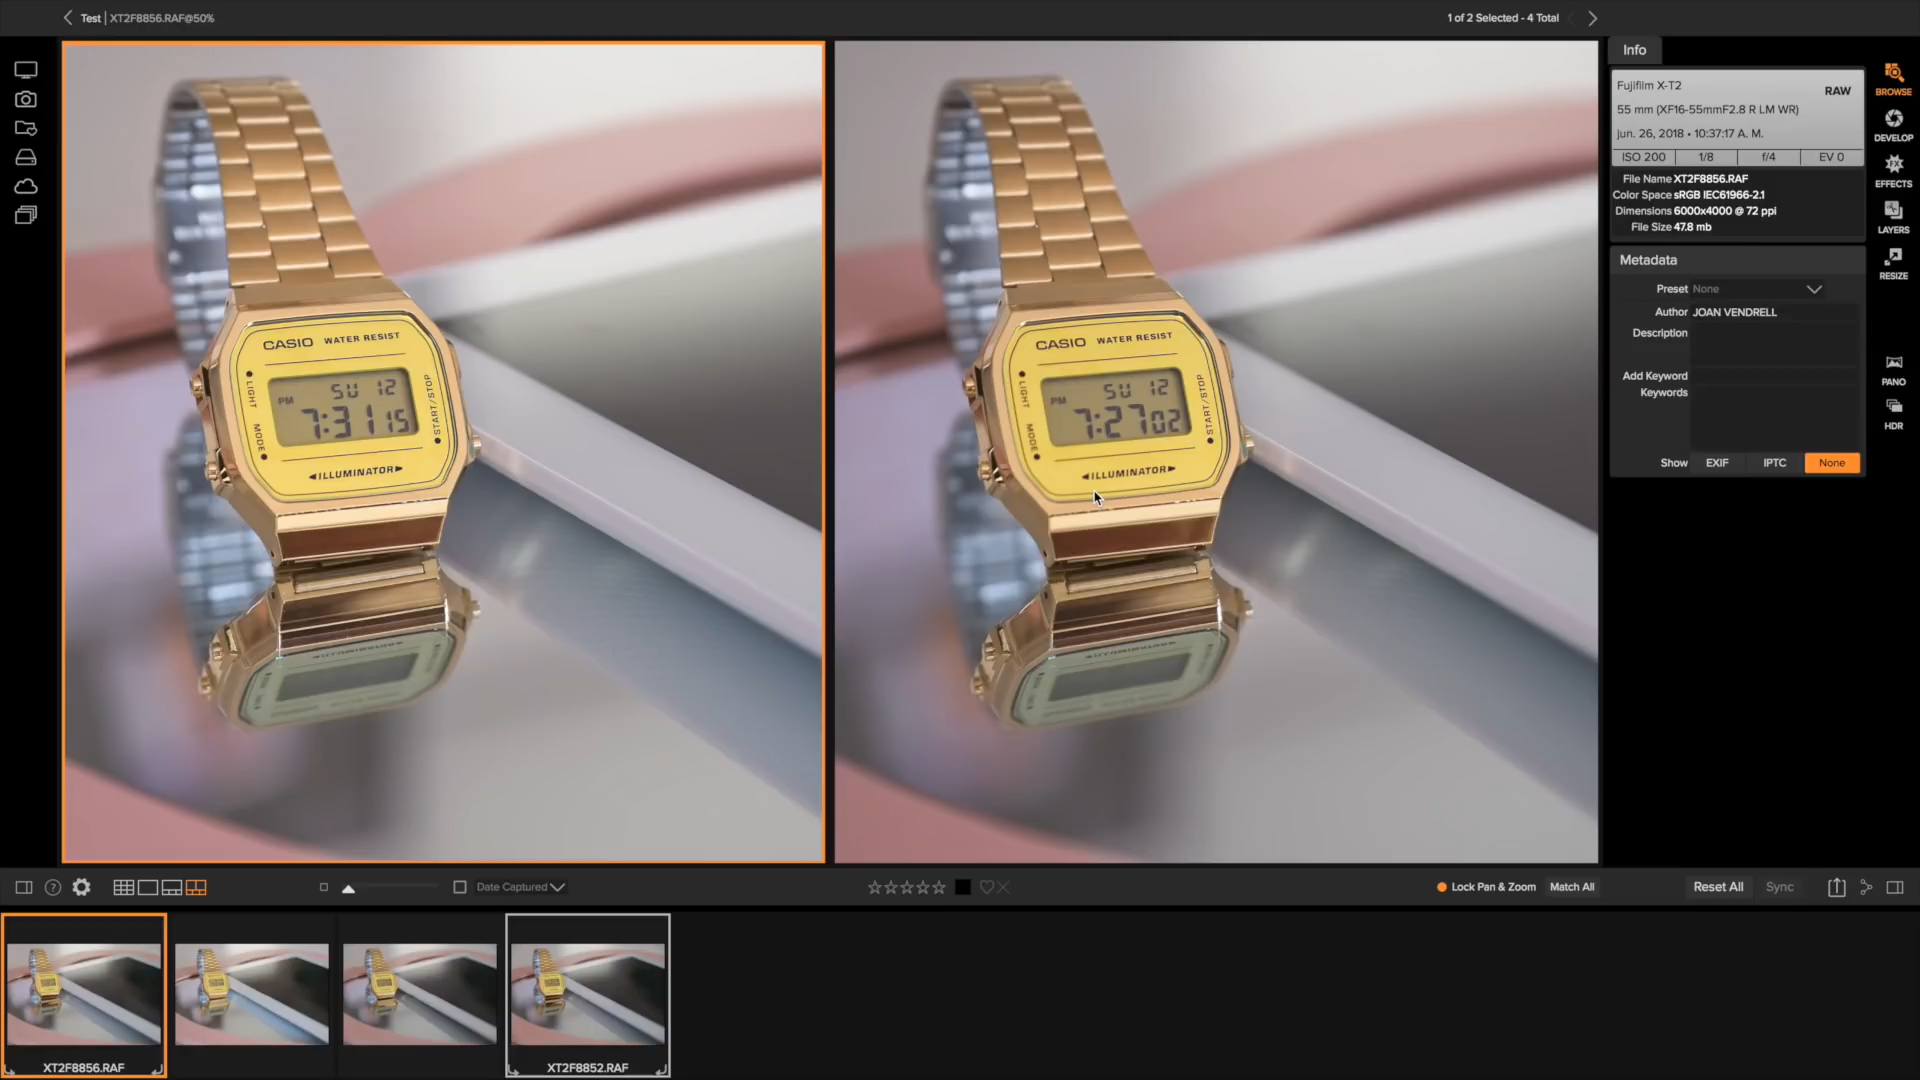 Test | XT2F8856.RAF@50%
1 of 2 Selected - 4 Total
CASIO WATER RESIST
LIGHT
SU 12
PM 7:31 15
MODE
START/STOP
ILLUMINATOR
CASIO WATER RESIST
LIGHT
SU 12
PM 7:27 02
MODE
START/STOP
ILLUMINATOR
Info
Fujifilm X-T2
RAW
55 mm (XF16-55mmF2.8 R LM WR)
Jun. 26, 2018 • 10:37:17 A. M.
ISO 200 1/8 f/4 EV 0
File Name XT2F8856.RAF
Color Space sRGB IEC61966-2.1
Dimensions 6000x4000 @ 72 ppi
File Size 47.8 mb
Metadata
Preset None
Author JOAN VENDRELL
Description
Add Keyword
Keywords
Show EXIF IPTC None
BROWSE
DEVELOP
FX
EFFECTS
LAYERS
RESIZE
PANO
HDR
? Date Captured
Lock Pan & Zoom Match All Reset All Sync
XT2F8856.RAF
XT2F8852.RAF